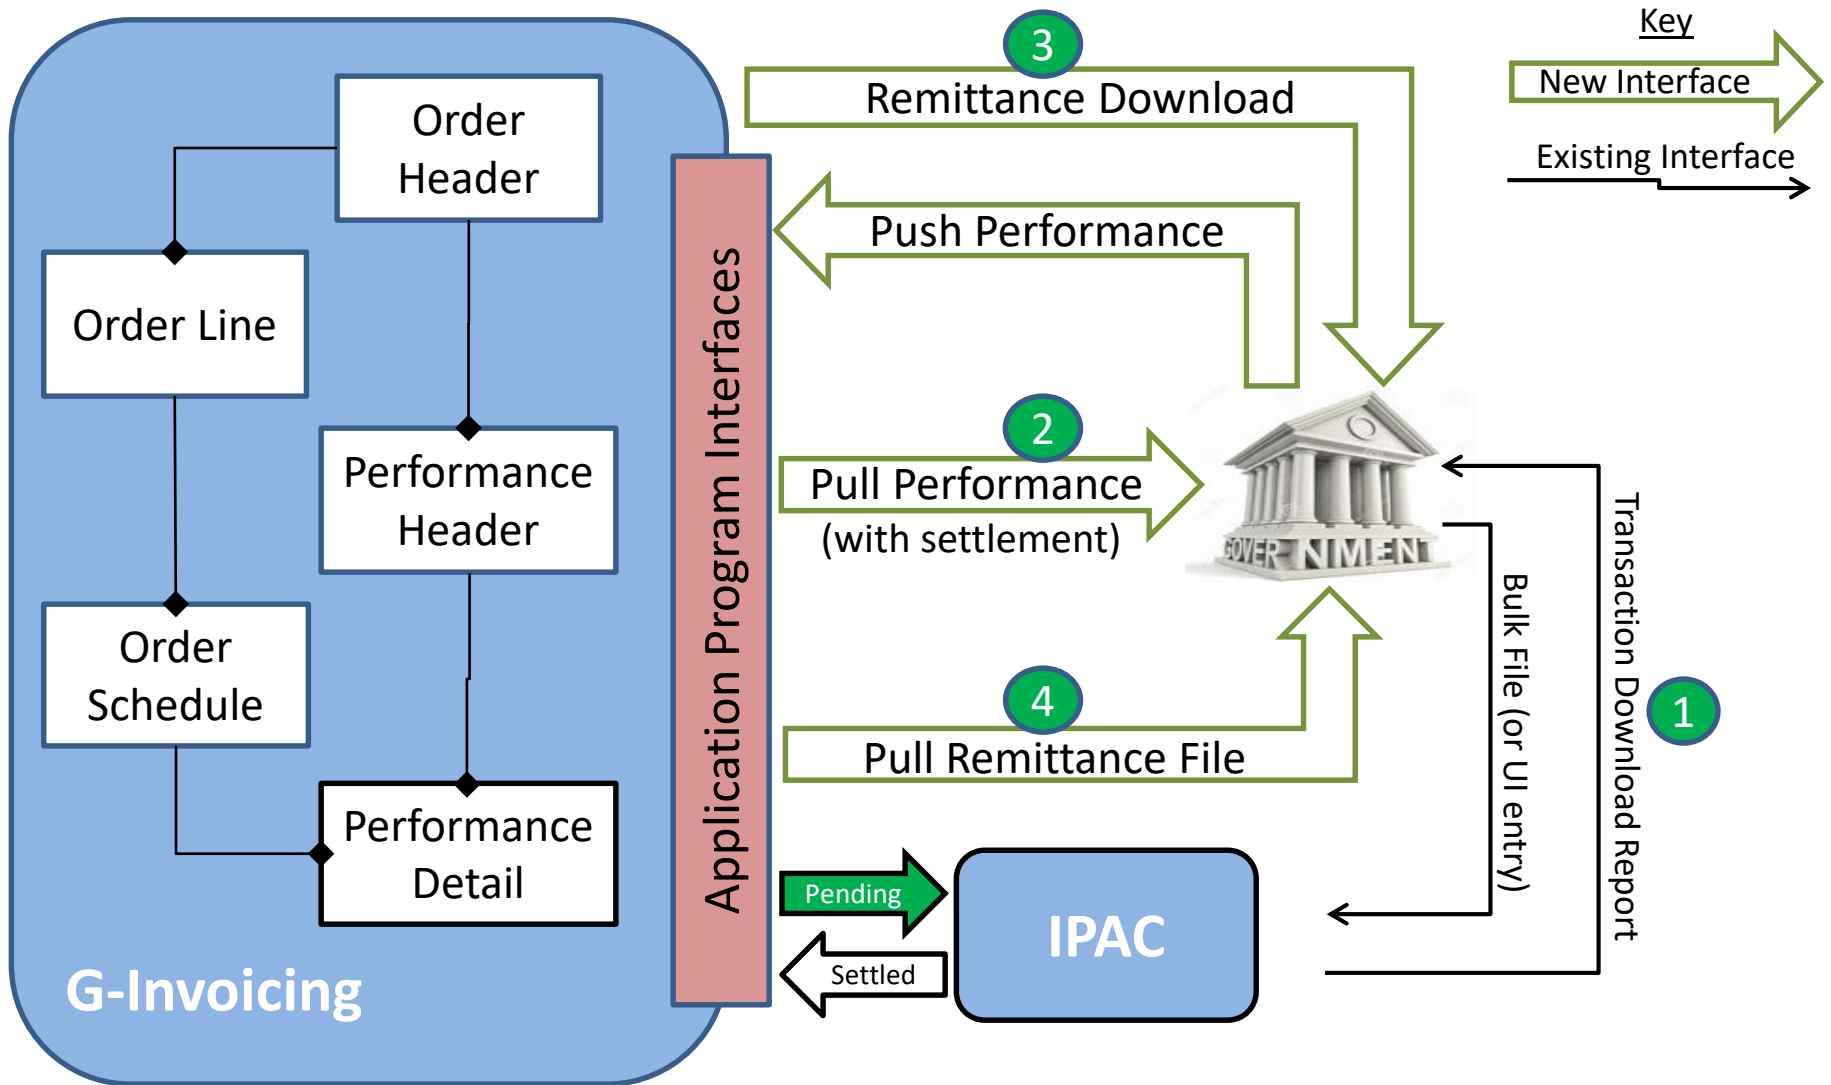 Key
New Interface
Existing Interface
3
Remittance Download
Push Performance
2
Pull Performance
(with settlement)
4
Pull Remittance File
Order
Header
Order Line
Performance
Header
Order
Schedule
Performance
Detail
G-Invoicing
Application Program Interfaces
GOVERNMENT
Bulk File (or UI entry)
Transaction Download Report
1
Pending
Settled
IPAC